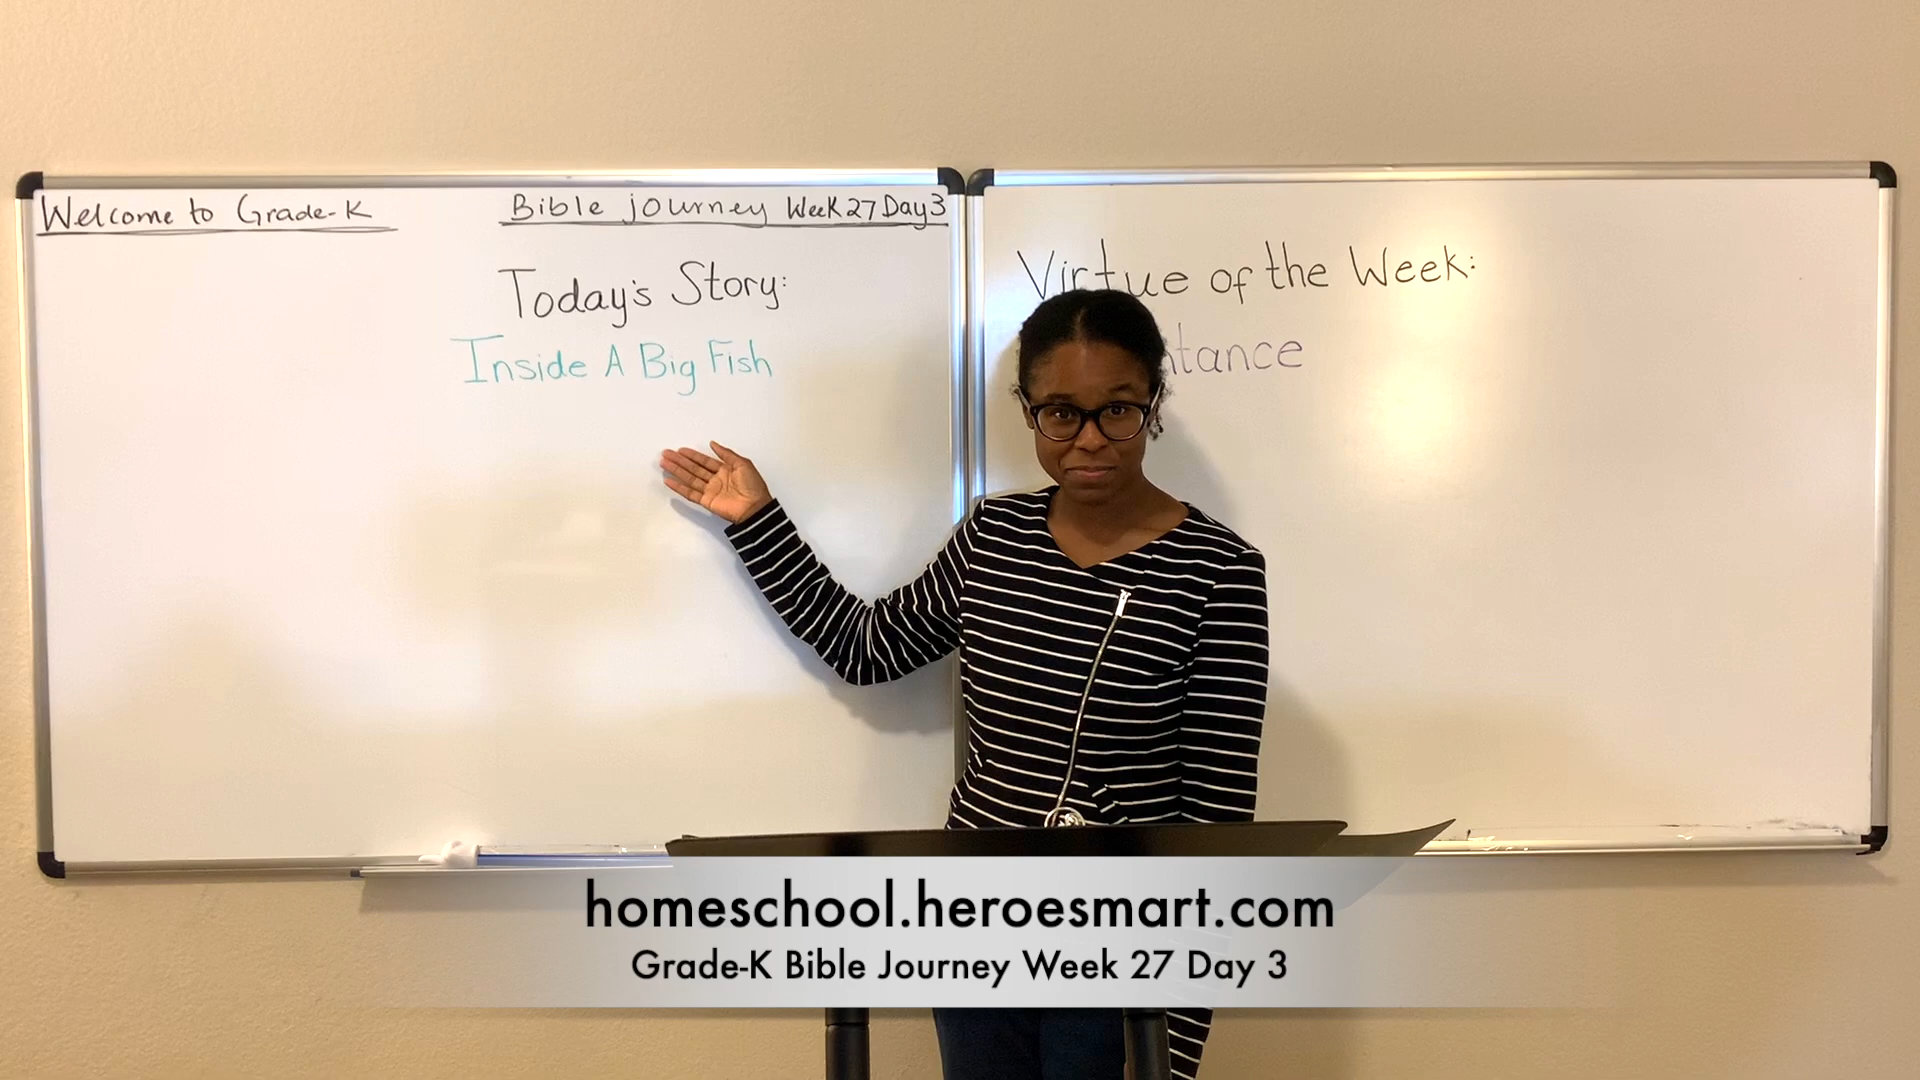 Welcome to Grade-K
Bible journey Week 27 Day 3
Today's Story:
Inside A Big Fish
Virtue of the Week:
homeschool.heroesmart.com
Grade-K Bible Journey Week 27 Day 3